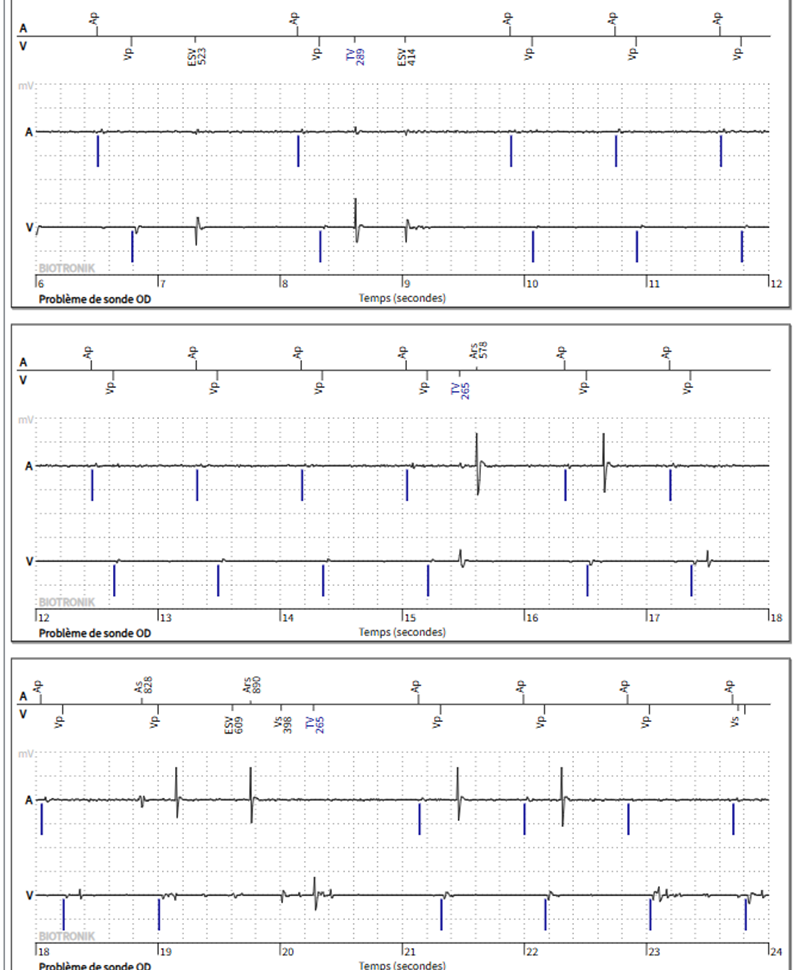 Ap Ap Ap Ap Ap
A
V
Vp ESV 523 Vp TV 289 ESV 414 Vp Vp Vp
mV
A
V
BIOTRONIK
6 7 8 9 10 11 12
Problème de sonde OD Temps (secondes)
Ap Ap Ap Ap Ars 578 Ap Ap
A
V
Vp Vp Vp Vp TV 265 Vp Vp
mV
A
V
BIOTRONIK
12 13 14 15 16 17 18
Problème de sonde OD Temps (secondes)
Ap As 828 Ars 890 Ap Ap Ap Ap
A
V
Vp Vp ESV 609 Vs 398 TV 265 Vp Vp Vp Vs
mV
A
V
BIOTRONIK
18 19 20 21 22 23 24
Problème de sonde OD Temps (secondes)